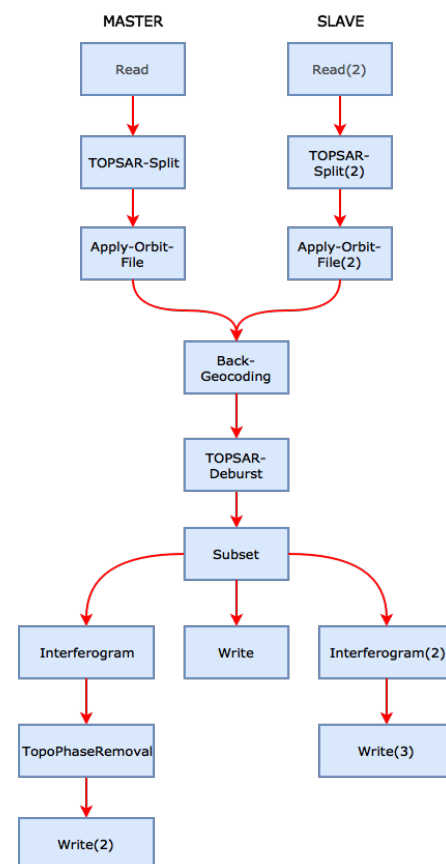 MASTER
SLAVE
Read
Read(2)
TOPSAR-Split
TOPSAR-
Split(2)
Apply-Orbit-
File
Apply-Orbit-
File(2)
Back-
Geocoding
TOPSAR-
Deburst
Subset
Interferogram
Write
Interferogram(2)
TopoPhaseRemoval
Write(3)
Write(2)